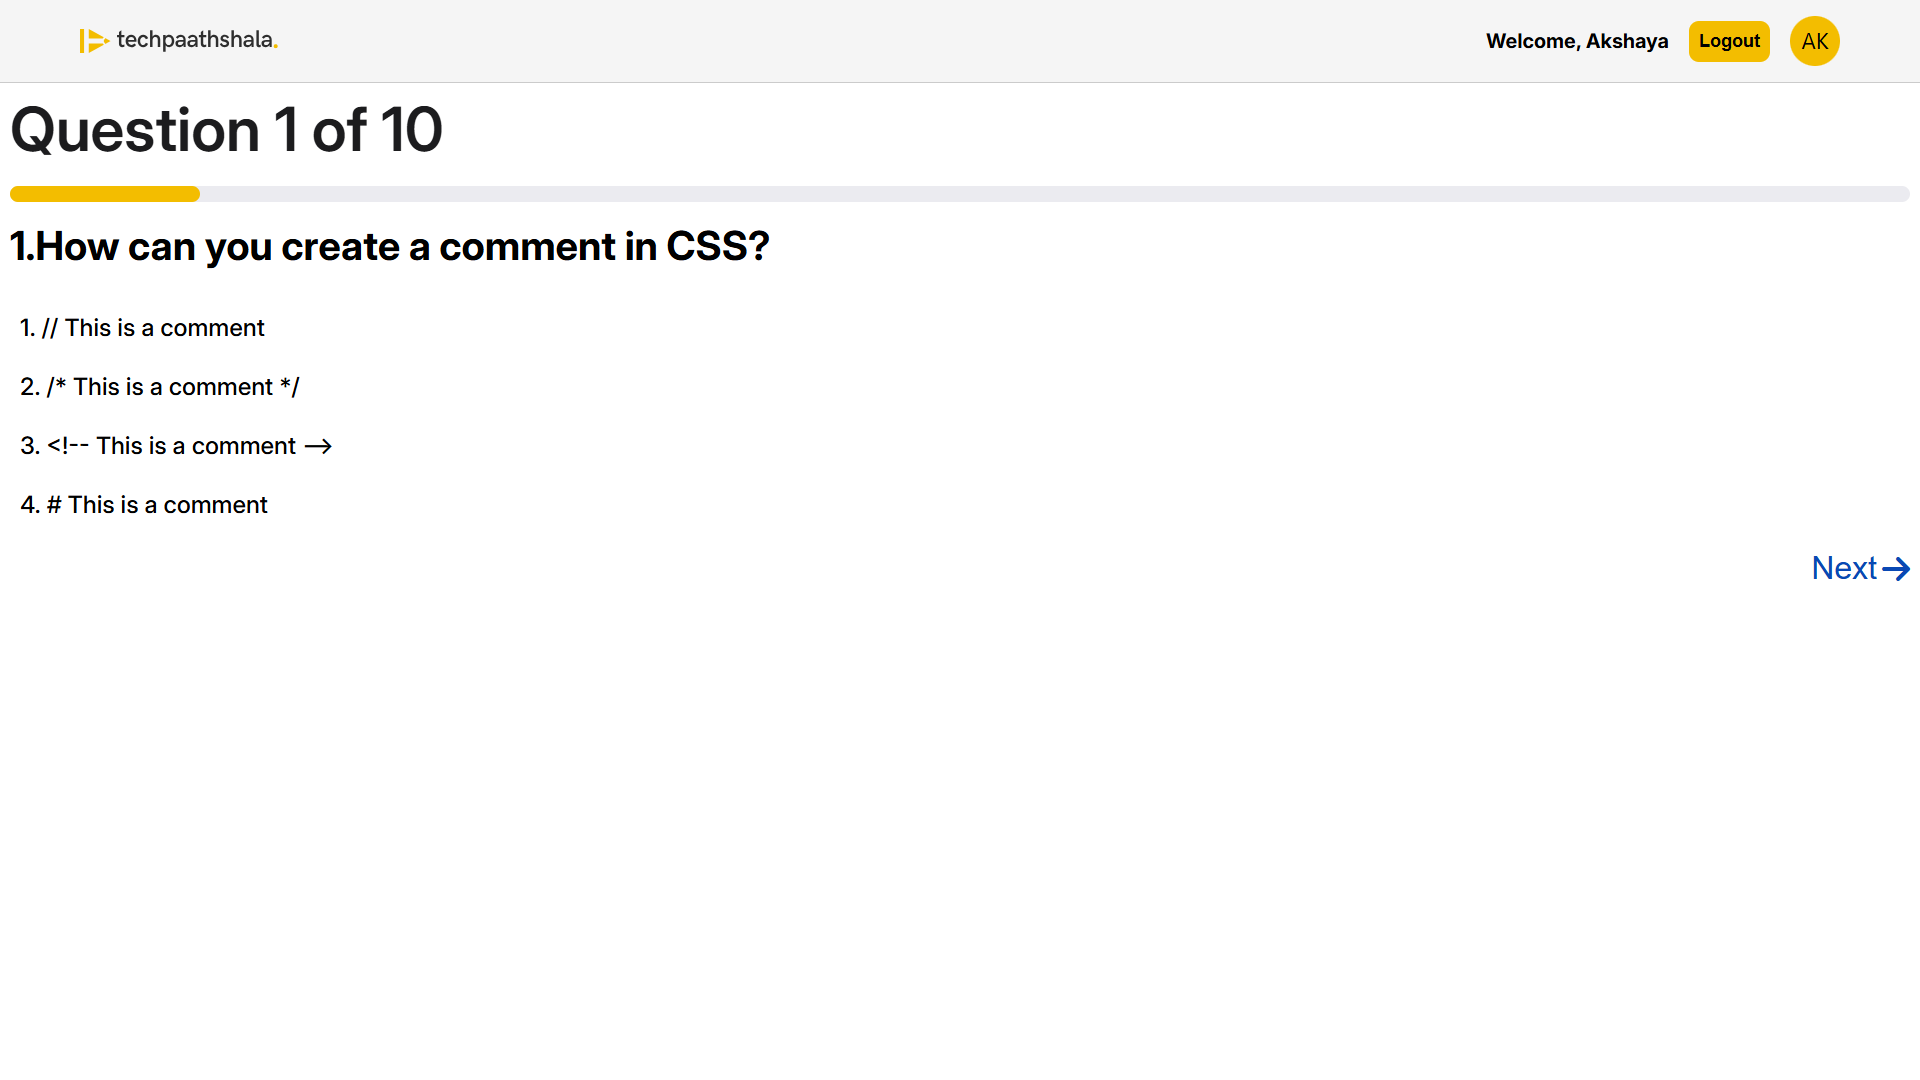 techpaathshala.
Welcome, Akshaya
Logout
AK
Question 1 of 10
1.How can you create a comment in CSS?
1. // This is a comment
2. /* This is a comment */
3. <!-- This is a comment -->
4. # This is a comment
Next